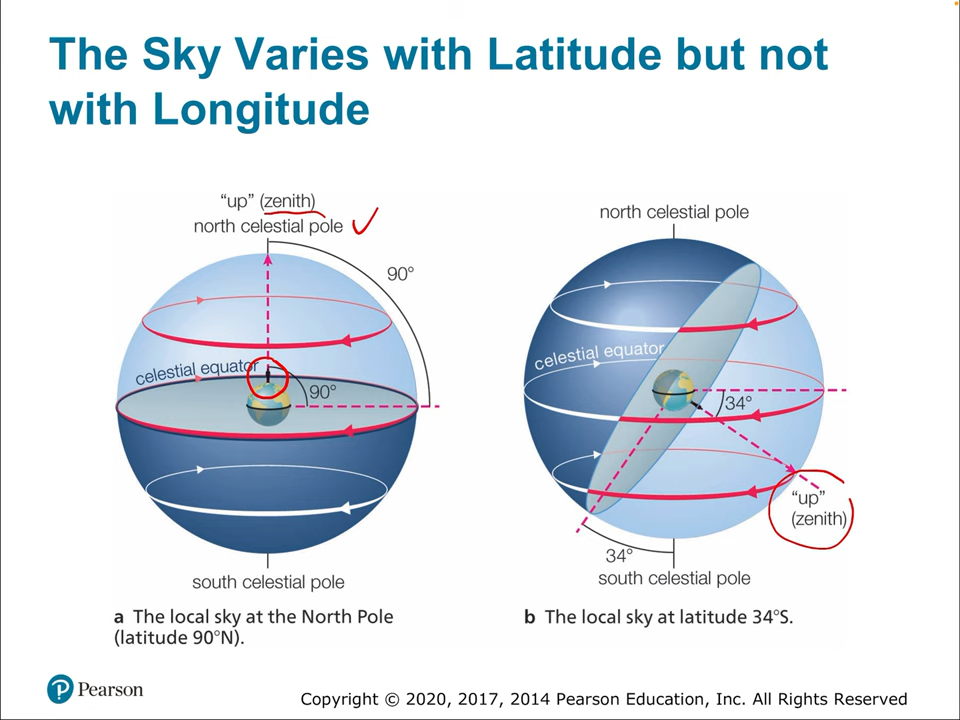 The Sky Varies with Latitude but not
with Longitude
“up” (zenith)
north celestial pole
90°
celestial equator
90°
south celestial pole
a The local sky at the North Pole
(latitude 90°N).
north celestial pole
celestial equator
34°
“up”
(zenith)
34°
south celestial pole
b The local sky at latitude 34°S.
Pearson
Copyright © 2020, 2017, 2014 Pearson Education, Inc. All Rights Reserved